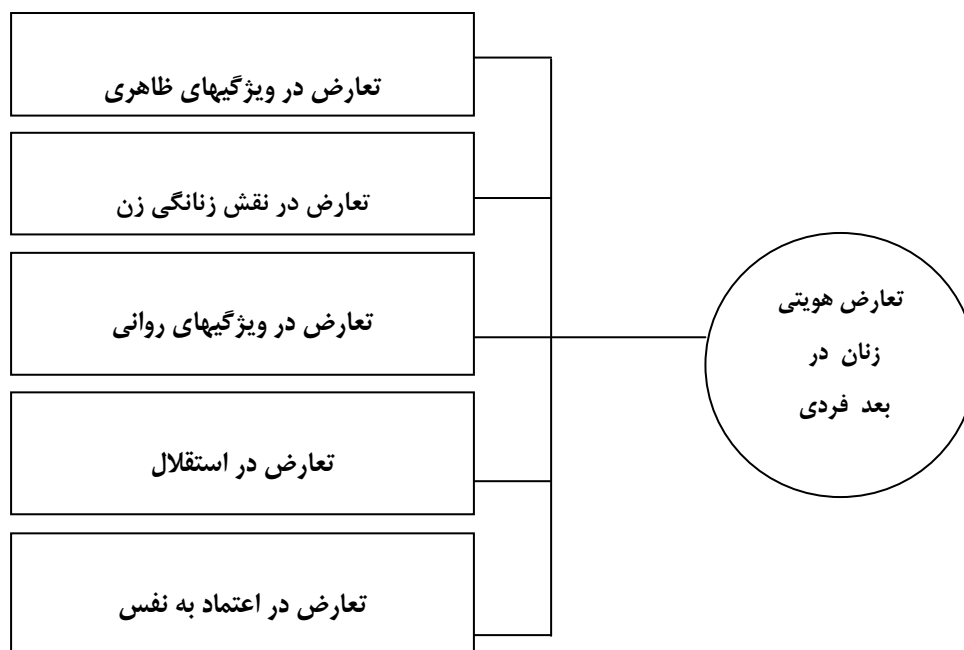 تعارض در ویژگیهای ظاهری
تعارض در نقش زنانگی زن
تعارض در ویژگیهای روانی
تعارض در استقلال
تعارض در اعتماد به نفس
تعارض هویتی
زنان در
بعد فردی